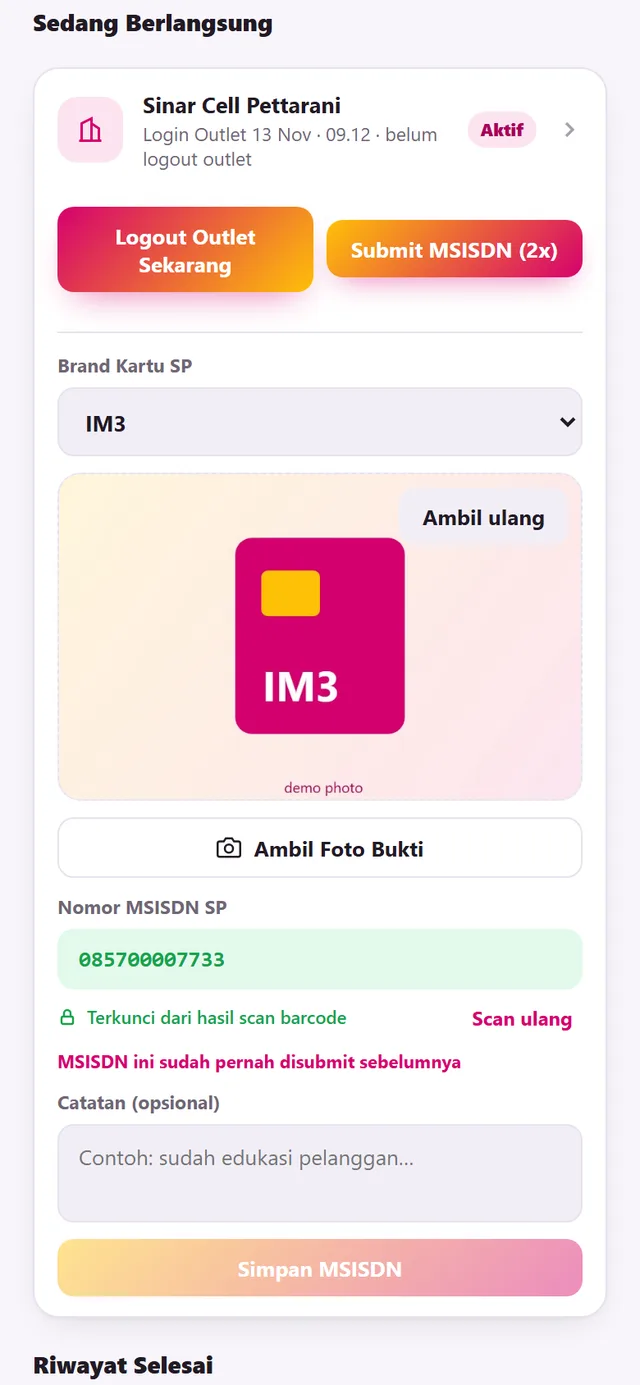 Sedang Berlangsung
Sinar Cell Pettarani
Login Outlet 13 Nov · 09.12 · belum
logout outlet
Aktif
Logout Outlet
Sekarang
Submit MSISDN (2x)
Brand Kartu SP
IM3
Ambil ulang
IM3
demo photo
Ambil Foto Bukti
Nomor MSISDN SP
085700007733
Terkunci dari hasil scan barcode
Scan ulang
MSISDN ini sudah pernah disubmit sebelumnya
Catatan (opsional)
Contoh: sudah edukasi pelanggan...
Simpan MSISDN
Riwayat Selesai